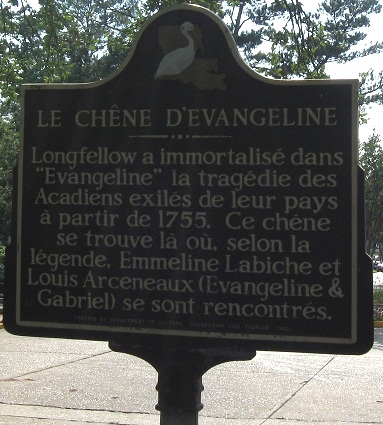 LE CHÊNE D'EVANGELINE
Longfellow a immortalisé dans
"Evangeline" la tragédie des
Acadiens exilés de leur pays
à partir de 1755. Ce chêne
se trouve là où, selon la
légende, Emmeline Labiche et
Louis Arceneaux (Evangeline &
Gabriel) se sont rencontrés.